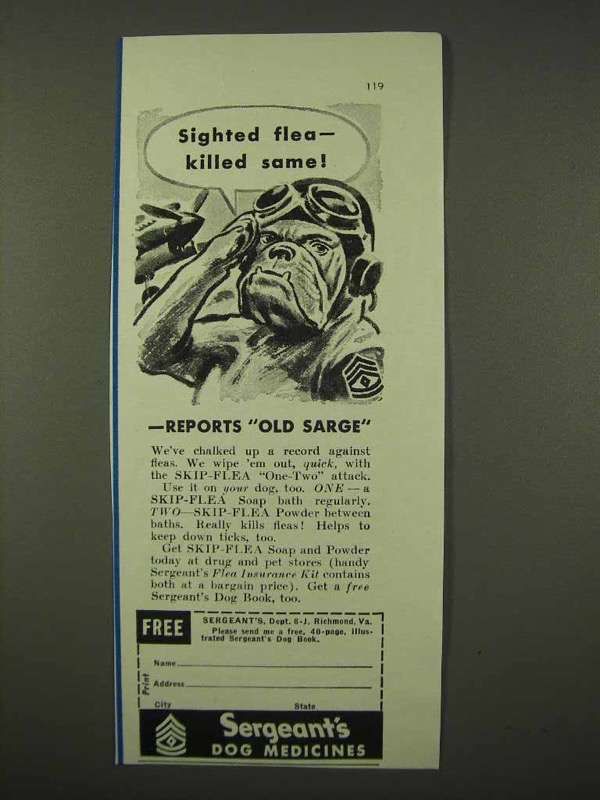 119
Sighted flea—
killed same!
—REPORTS "OLD SARGE"
We've chalked up a record against
fleas. We wipe 'em out, quick, with
the SKIP-FLEA "One-Two" attack.
Use it on your dog, too. ONE — a
SKIP-FLEA Soap bath regularly.
TWO—SKIP-FLEA Powder between
baths. Really kills fleas! Helps to
keep down ticks, too.
Get SKIP-FLEA Soap and Powder
today at drug and pet stores (handy
Sergeant's Flea Insurance Kit contains
both at a bargain price). Get a free
Sergeant's Dog Book, too.
FREE
SERGEANT'S, Dept. 6-J, Richmond, Va.
Please send me a free, 40-page, illus-
trated Sergeant's Dog Book.
Print
Name
Address
City State
Sergeant's
DOG MEDICINES